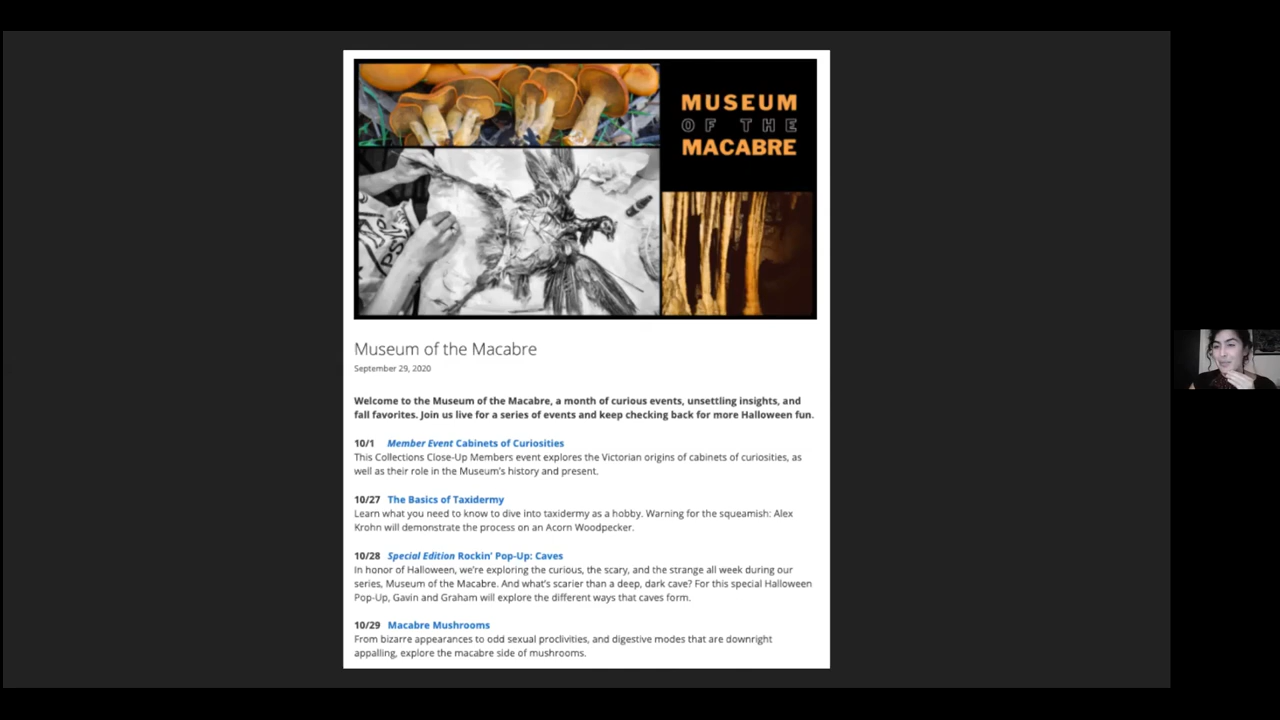 MUSEUM
OF THE
MACABRE
Museum of the Macabre
September 29, 2020
Welcome to the Museum of the Macabre, a month of curious events, unsettling insights, and
fall favorites. Join us live for a series of events and keep checking back for more Halloween fun.
10/1 Member Event Cabinets of Curiosities
This Collections Close-Up Members event explores the Victorian origins of cabinets of curiosities, as
well as their role in the Museum's history and present.
10/27 The Basics of Taxidermy
Learn what you need to know to dive into taxidermy as a hobby. Warning for the squeamish: Alex
Krohn will demonstrate the process on an Acorn Woodpecker.
10/28 Special Edition Rockin' Pop-Up: Caves
In honor of Halloween, we're exploring the curious, the scary, and the strange all week during our
series, Museum of the Macabre. And what's scarier than a deep, dark cave? For this special Halloween
Pop-Up, Gavin and Graham will explore the different ways that caves form.
10/29 Macabre Mushrooms
From bizarre appearances to odd sexual proclivities, and digestive modes that are downright
appalling, explore the macabre side of mushrooms.